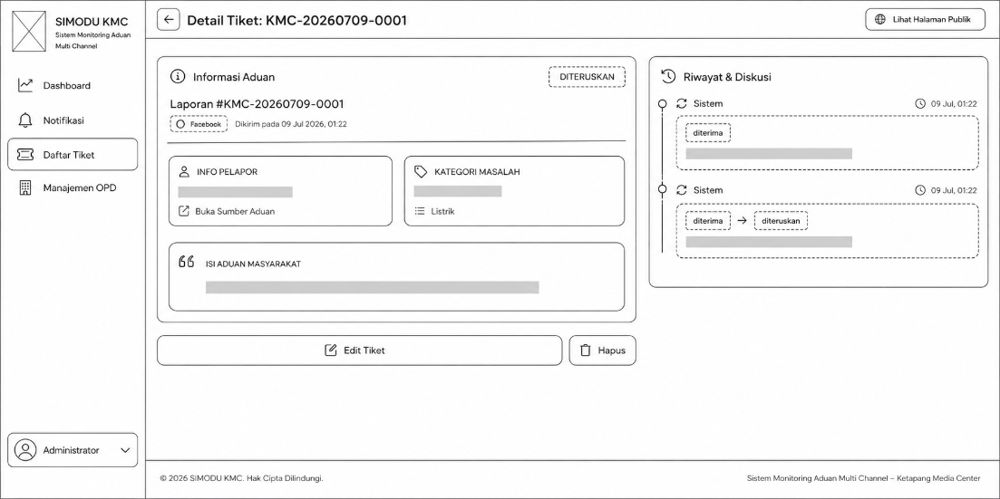 SIMODU KMC
Sistem Monitoring Aduan
Multi Channel
Dashboard
Notifikasi
Daftar Tiket
Manajemen OPD
Administrator
Detail Tiket: KMC-20260709-0001
Lihat Halaman Publik
Informasi Aduan
DITERUSKAN
Laporan #KMC-20260709-0001
Facebook
Dikirim pada 09 Jul 2026, 01:22
INFO PELAPOR
Buka Sumber Aduan
KATEGORI MASALAH
Listrik
ISI ADUAN MASYARAKAT
Edit Tiket
Hapus
Riwayat & Diskusi
Sistem
09 Jul, 01:22
diterima
Sistem
09 Jul, 01:22
diterima → diteruskan
© 2026 SIMODU KMC. Hak Cipta Dilindungi.
Sistem Monitoring Aduan Multi Channel – Ketapang Media Center